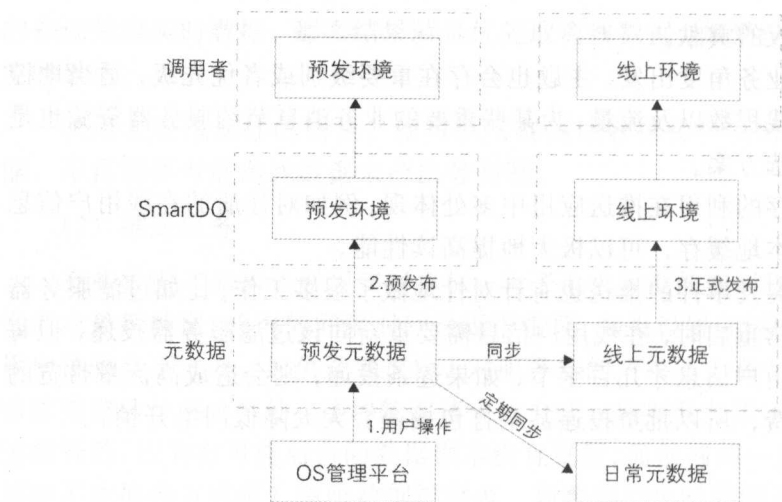 调用者
预发环境
线上环境
SmartDQ
预发环境
线上环境
2.预发布
3.正式发布
元数据
预发元数据
同步
线上元数据
1.用户操作
定期同步
OS管理平台
日常元数据